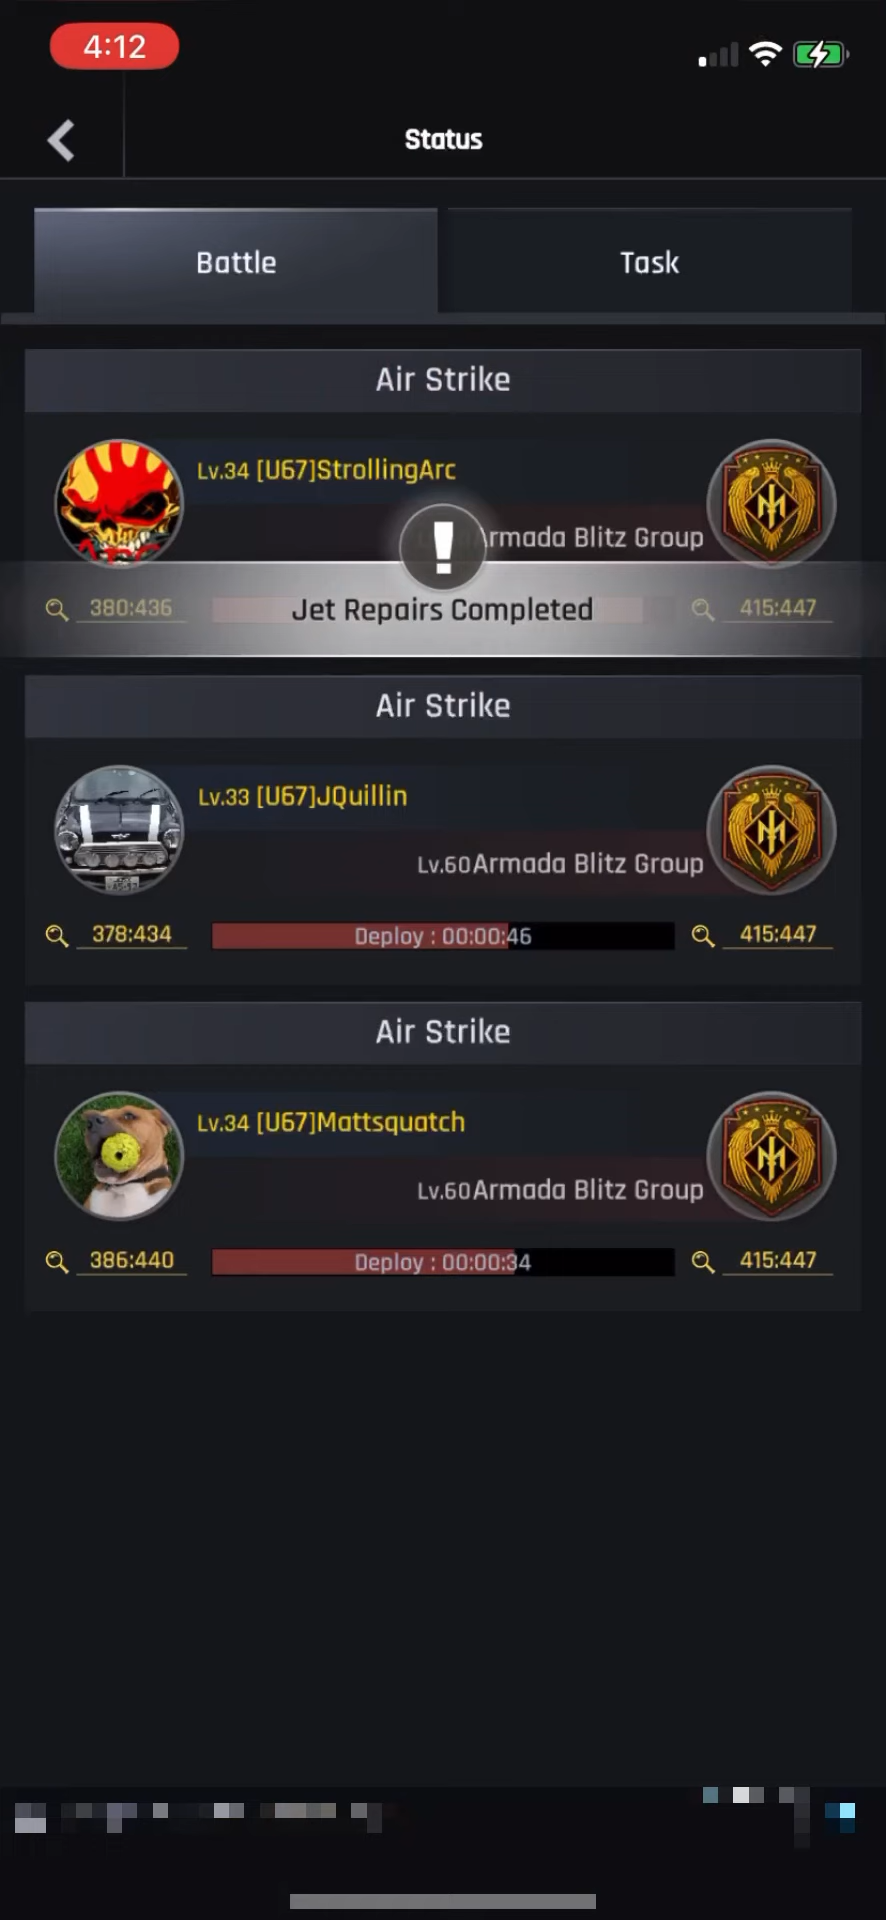 4:12
Status
Battle
Task
Air Strike
Lv.34 [U67]StrollingArc
Armada Blitz Group
380:436
Jet Repairs Completed
415:447
Air Strike
Lv.33 [U67]JQuillin
Lv.60Armada Blitz Group
378:434
Deploy : 00:00:46
415:447
Air Strike
Lv.34 [U67]Mattsquatch
Lv.60Armada Blitz Group
386:440
Deploy : 00:00:34
415:447